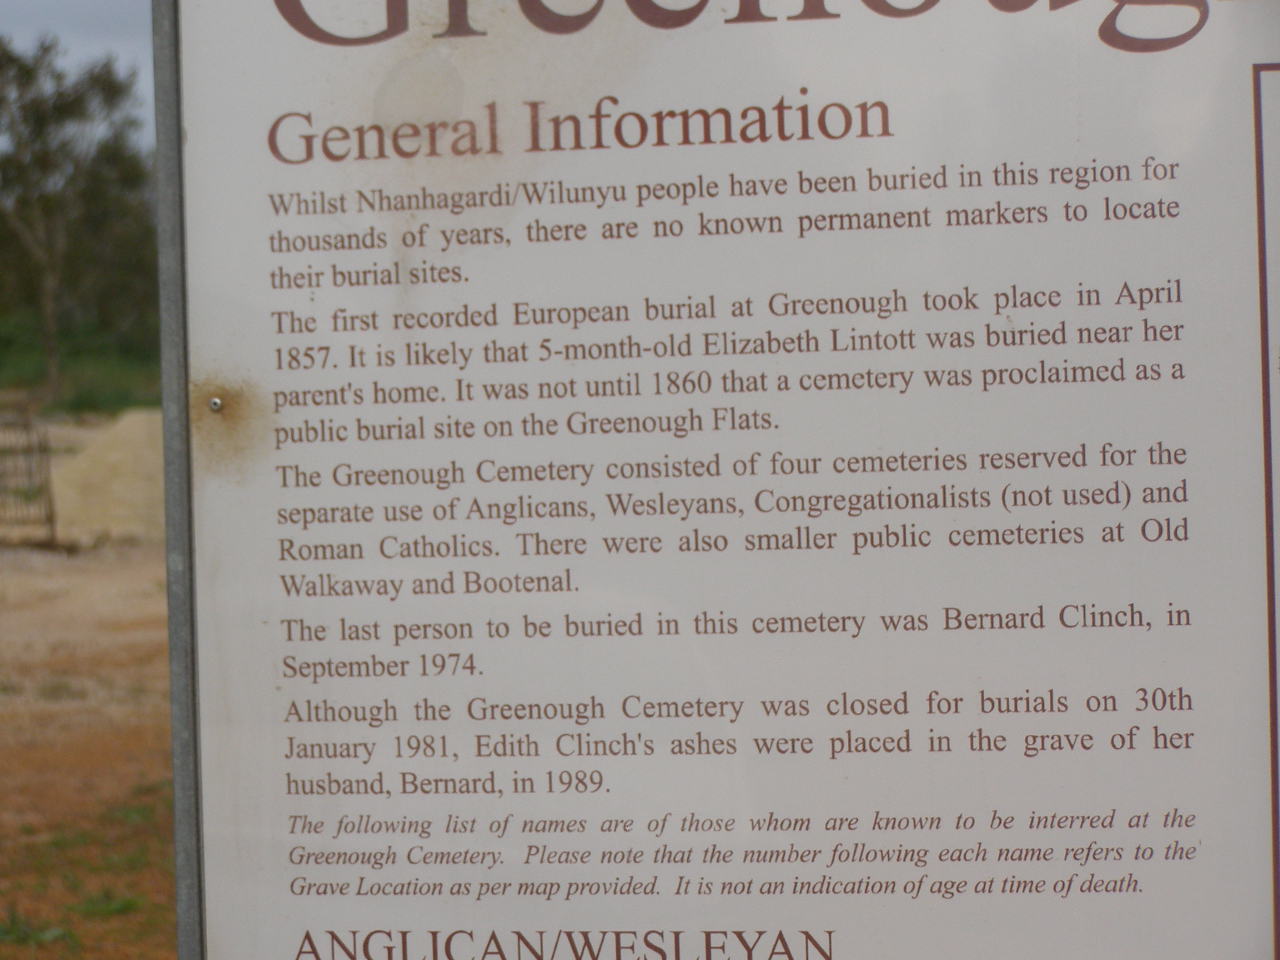 Greenough
General Information
Whilst Nhanhagardi/Wilunyu people have been buried in this region for
thousands of years, there are no known permanent markers to locate
their burial sites.
The first recorded European burial at Greenough took place in April
1857. It is likely that 5-month-old Elizabeth Lintott was buried near her
parent's home. It was not until 1860 that a cemetery was proclaimed as a
public burial site on the Greenough Flats.
The Greenough Cemetery consisted of four cemeteries reserved for the
separate use of Anglicans, Wesleyans, Congregationalists (not used) and
Roman Catholics. There were also smaller public cemeteries at Old
Walkaway and Bootenal.
The last person to be buried in this cemetery was Bernard Clinch, in
September 1974.
Although the Greenough Cemetery was closed for burials on 30th
January 1981, Edith Clinch's ashes were placed in the grave of her
husband, Bernard, in 1989.
The following list of names are of those whom are known to be interred at the
Greenough Cemetery. Please note that the number following each name refers to the
Grave Location as per map provided. It is not an indication of age at time of death.
ANGLICAN/WESLEYAN